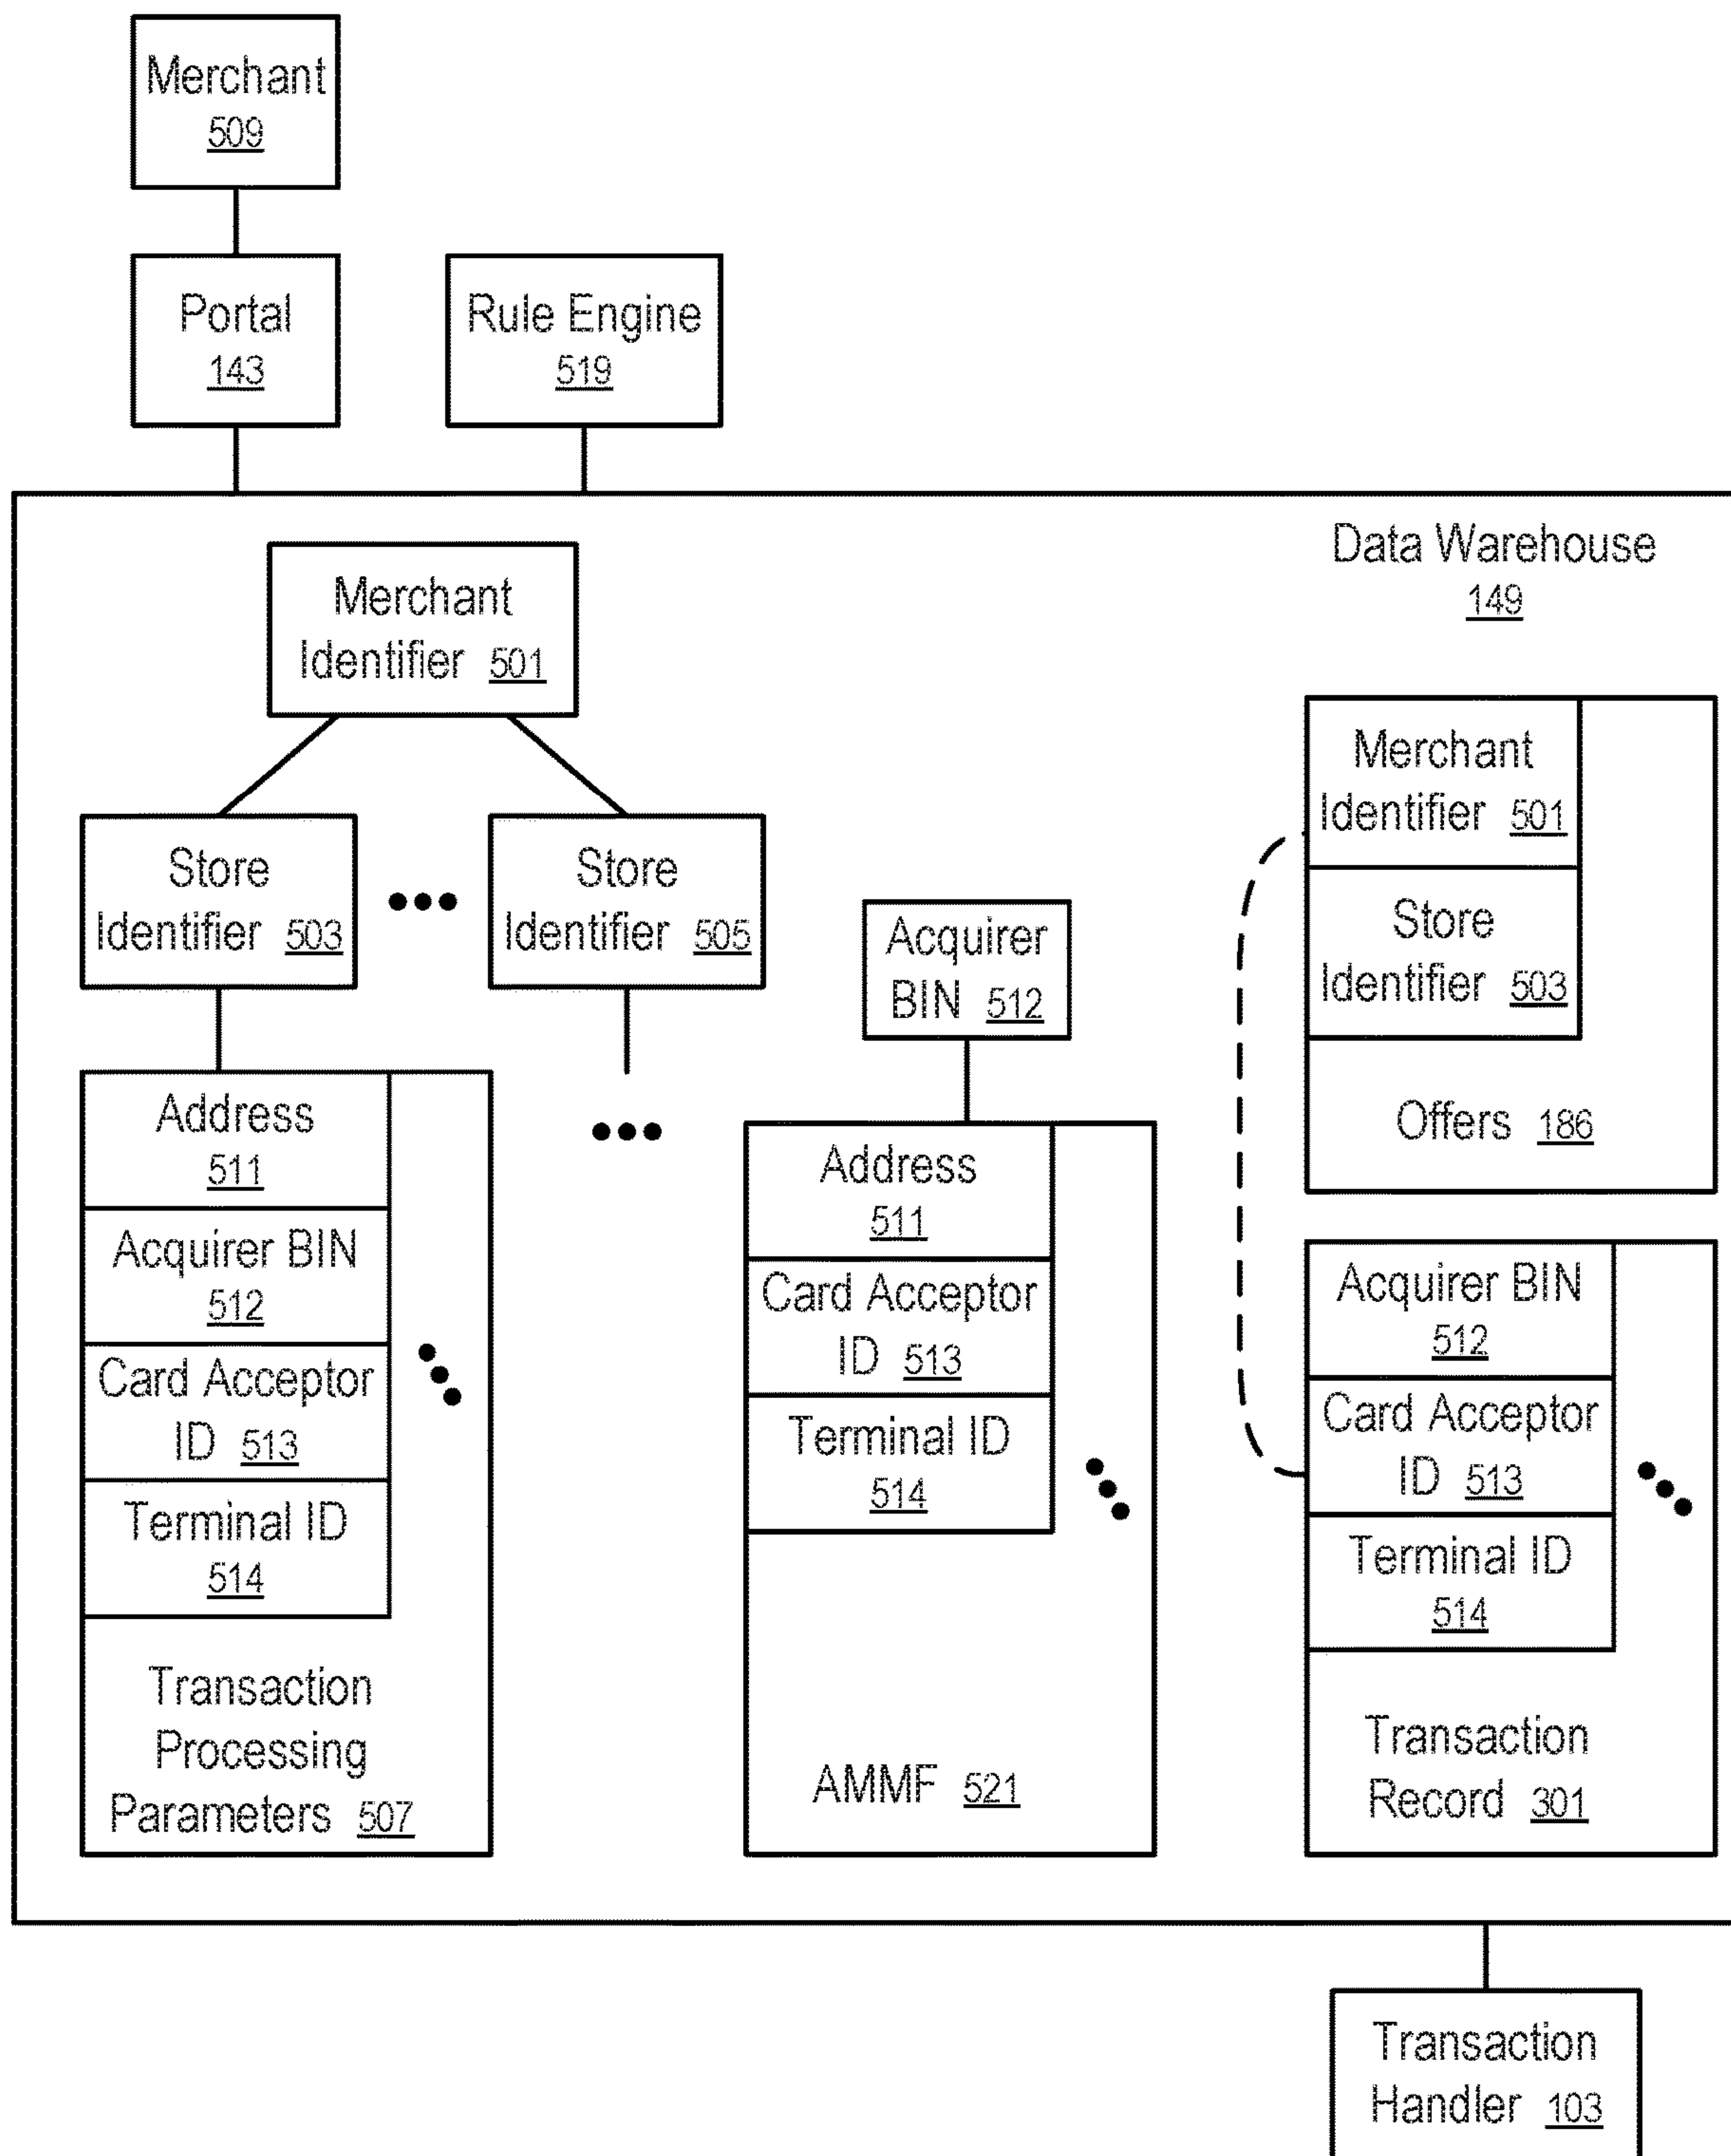 Merchant
509
Portal
143
Rule Engine
519
Data Warehouse
149
Merchant
Identifier 501
Store
Identifier 503
Store
Identifier 505
Address
511
Acquirer BIN
512
Card Acceptor
ID 513
Terminal ID
514
Transaction
Processing
Parameters 507
Acquirer
BIN 512
Address
511
Card Acceptor
ID 513
Terminal ID
514
AMMF 521
Merchant
Identifier 501
Store
Identifier 503
Offers 186
Acquirer BIN
512
Card Acceptor
ID 513
Terminal ID
514
Transaction
Record 301
Transaction
Handler 103